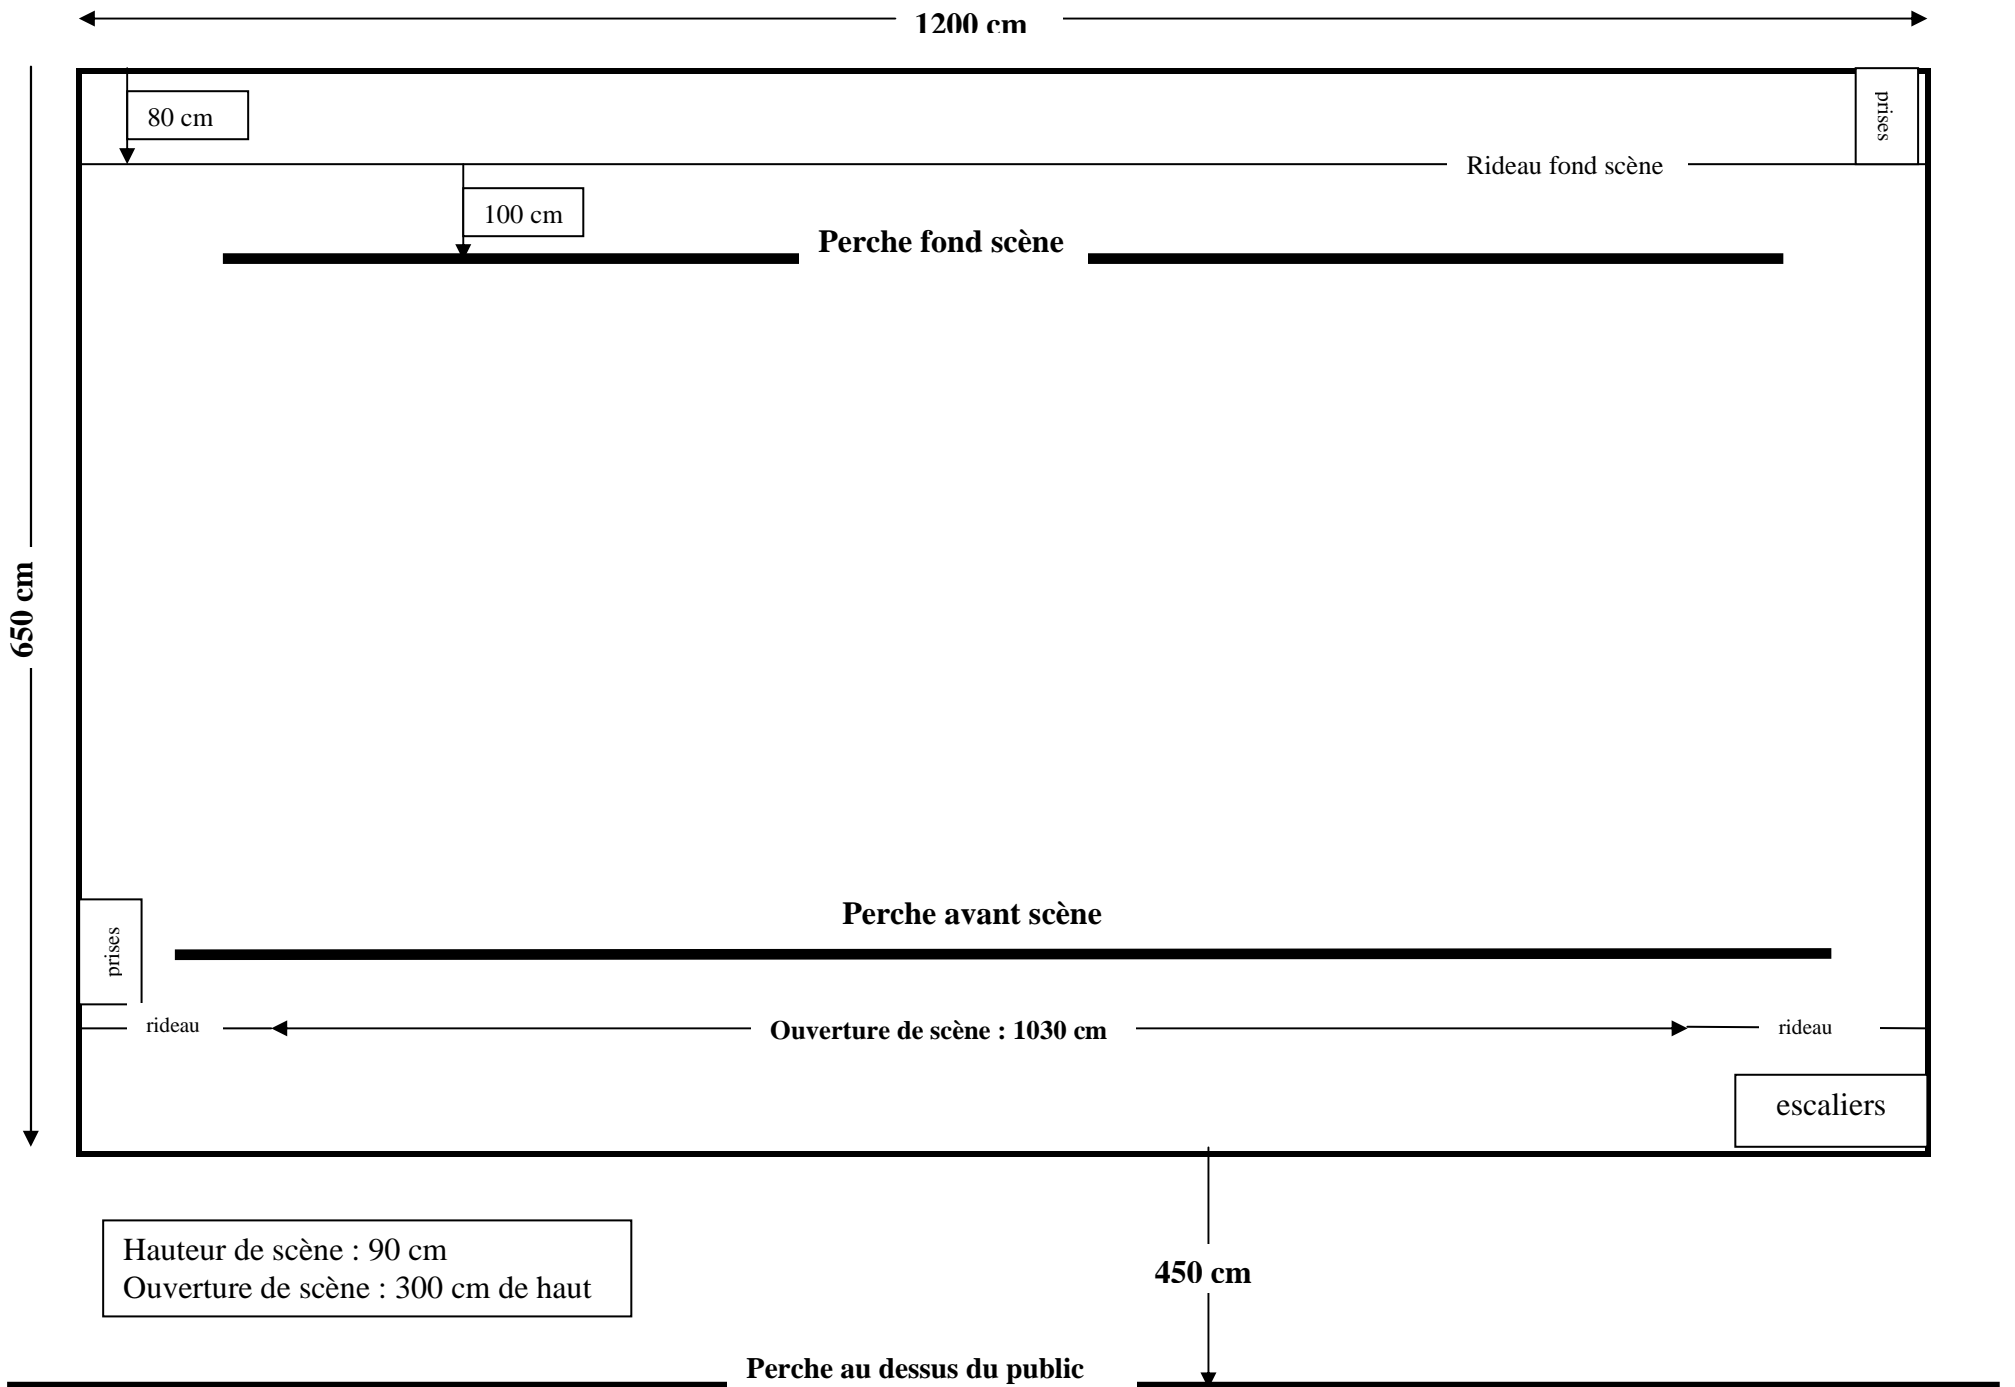 1200 cm
80 cm
prises
Rideau fond scène
100 cm
Perche fond scène
650 cm
Perche avant scène
prises
rideau
Ouverture de scène : 1030 cm
rideau
escaliers
Hauteur de scène : 90 cm
Ouverture de scène : 300 cm de haut
450 cm
Perche au dessus du public